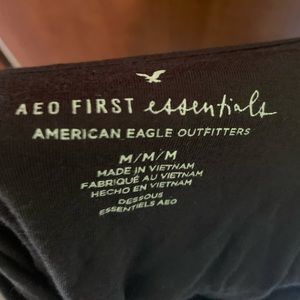 AEO FIRST essentials
AMERICAN EAGLE OUTFITTERS
M/M/M
MADE IN VIETNAM
FABRIQUÉ AU VIETNAM
HECHO EN VIETNAM
DESSOUS
ESSENTIELS AEO